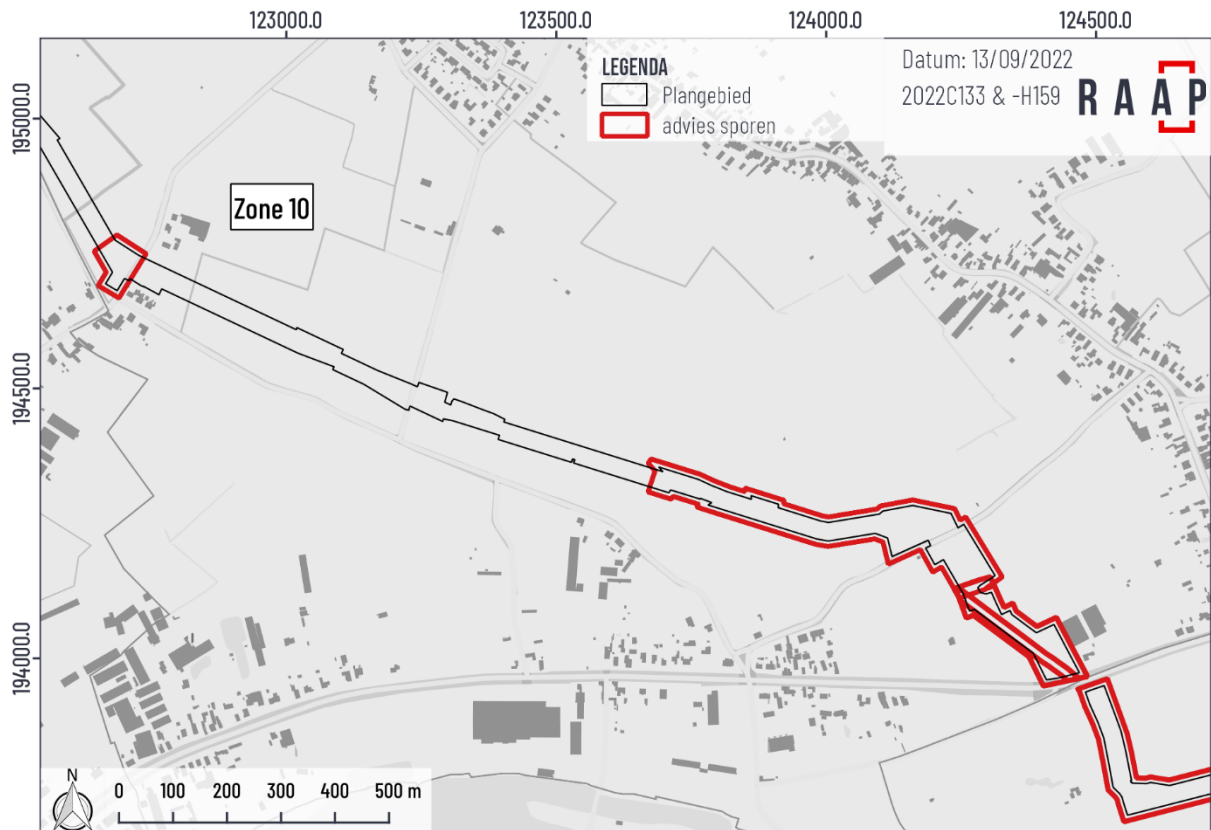 123000.0 123500.0 124000.0 124500.0
195000.0
194500.0
194000.0
LEGENDA
Plangebied
advies sporen
Datum: 13/09/2022
2022C133 & -H159
RAAP
Zone 10
N
0 100 200 300 400 500 m